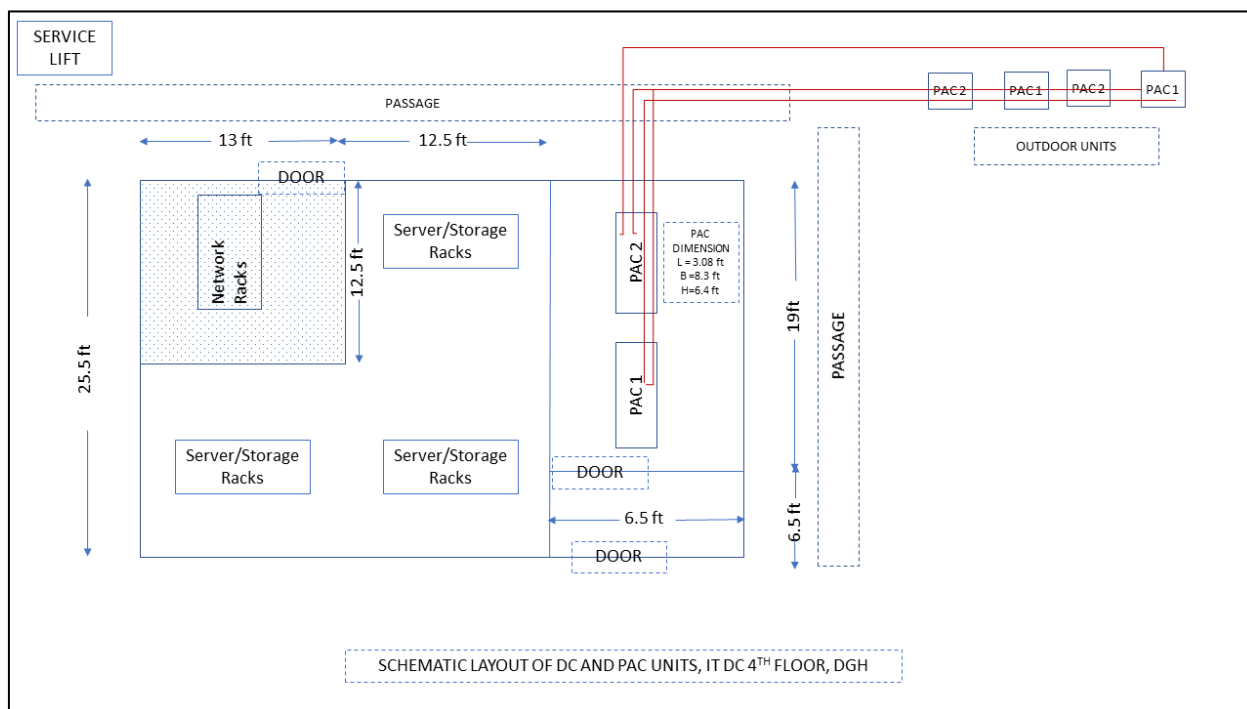 SERVICE
LIFT
PASSAGE
PAC 2
PAC 1
PAC 2
PAC 1
OUTDOOR UNITS
13 ft
12.5 ft
DOOR
Network
Racks
12.5 ft
Server/Storage
Racks
PAC 2
PAC
DIMENSION
L = 3.08 ft
B =8.3 ft
H=6.4 ft
19ft
PASSAGE
25.5 ft
PAC 1
Server/Storage
Racks
Server/Storage
Racks
DOOR
6.5 ft
6.5 ft
DOOR
SCHEMATIC LAYOUT OF DC AND PAC UNITS, IT DC 4TH FLOOR, DGH